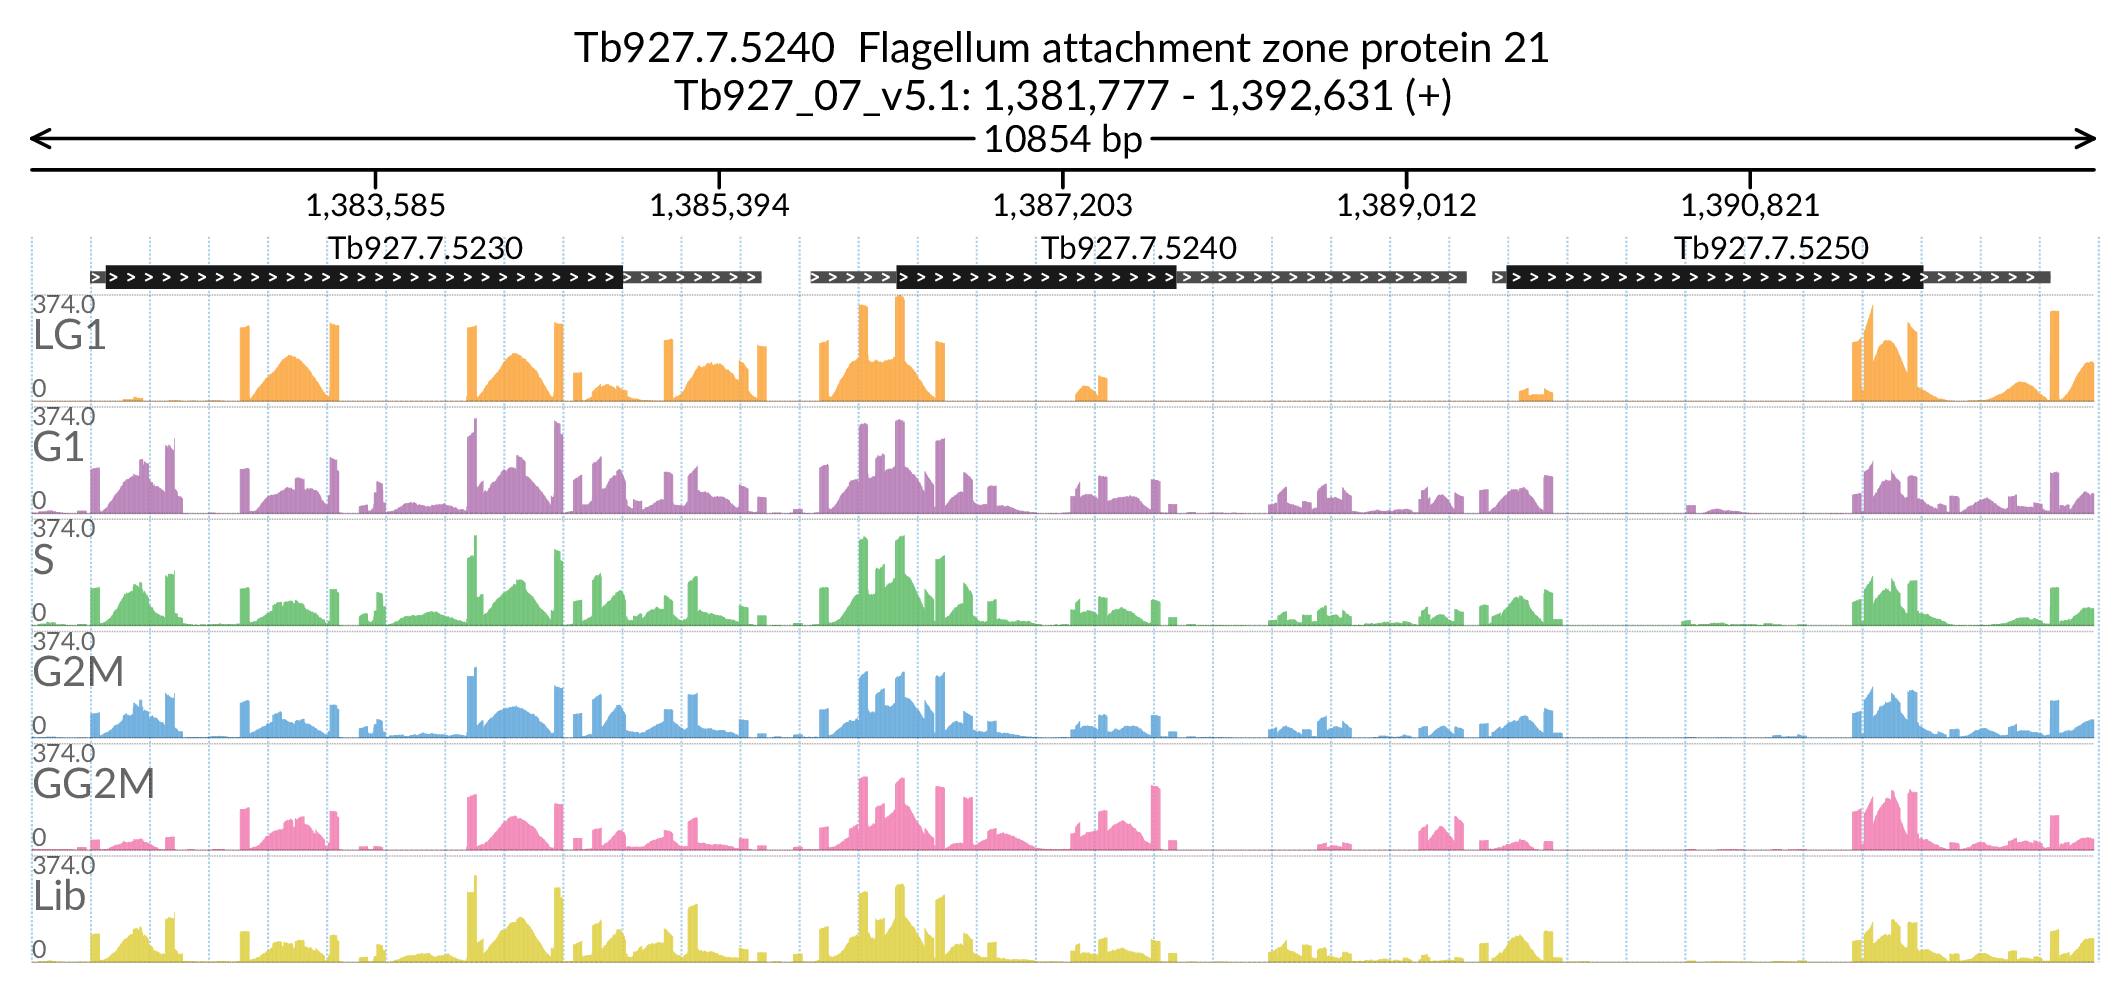 Tb927.7.5240  Flagellum attachment zone protein 21
Tb927_07_v5.1: 1,381,777 - 1,392,631 (+)
10854 bp
1,383,585 1,385,394 1,387,203 1,389,012 1,390,821
Tb927.7.5230 Tb927.7.5240 Tb927.7.5250
374.0
LG1
0
374.0
G1
0
374.0
S
0
374.0
G2M
0
374.0
GG2M
0
374.0
Lib
0